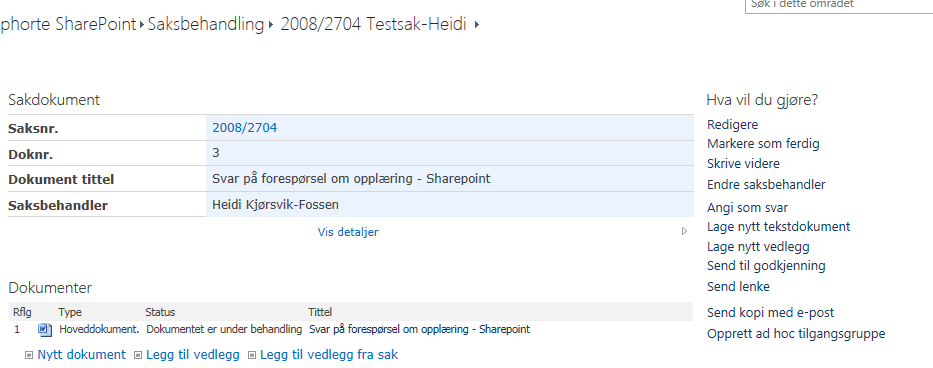 Søk i dette området
phorte SharePoint Saksbehandling 2008/2704 Testsak-Heidi
Sakdokument
Saksnr. 2008/2704
Doknr. 3
Dokument tittel Svar på forespørsel om opplæring - Sharepoint
Saksbehandler Heidi Kjørsvik-Fossen
Vis detaljer
Dokumenter
Rflg Type Status Tittel
1 Hoveddokument. Dokumentet er under behandling Svar på forespørsel om opplæring - Sharepoint
Nytt dokument Legg til vedlegg Legg til vedlegg fra sak
Hva vil du gjøre?
Redigere
Markere som ferdig
Skrive videre
Endre saksbehandler
Angi som svar
Lage nytt tekstdokument
Lage nytt vedlegg
Send til godkjenning
Send lenke
Send kopi med e-post
Opprett ad hoc tilgangsgruppe